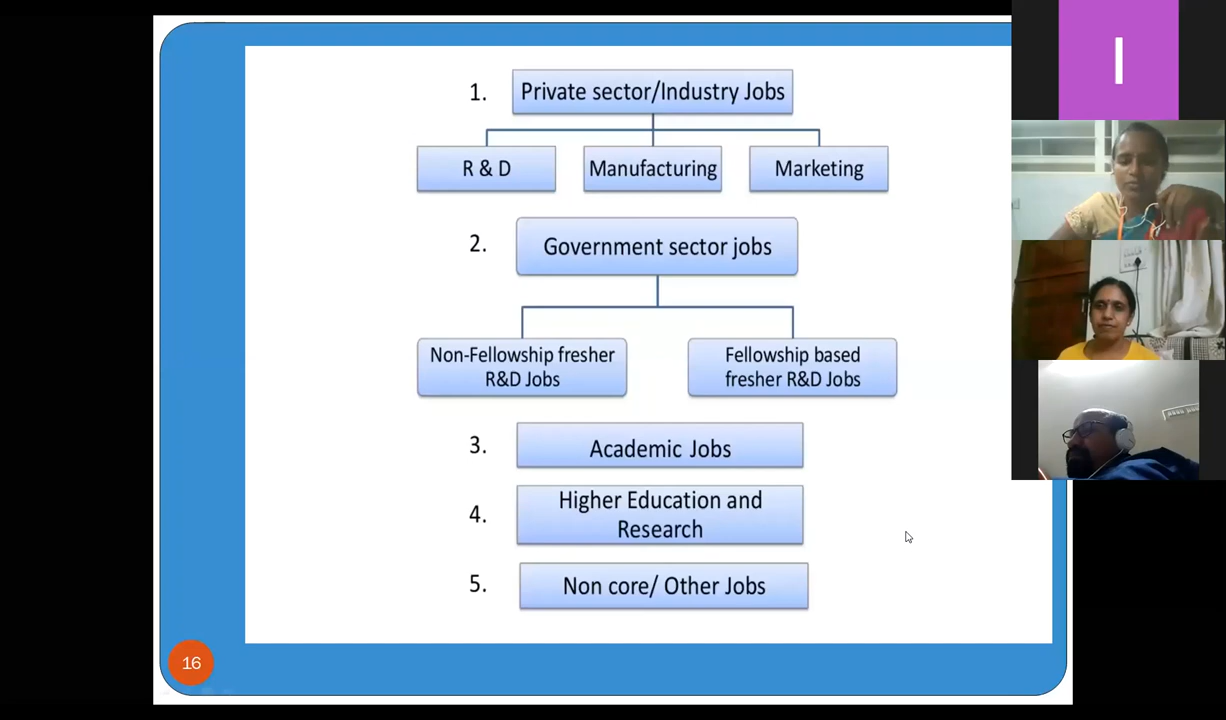 1.
Private sector/Industry Jobs
R & D
Manufacturing
Marketing
2.
Government sector jobs
Non-Fellowship fresher
R&D Jobs
Fellowship based
fresher R&D Jobs
3.
Academic Jobs
4.
Higher Education and
Research
5.
Non core/ Other Jobs
16
I